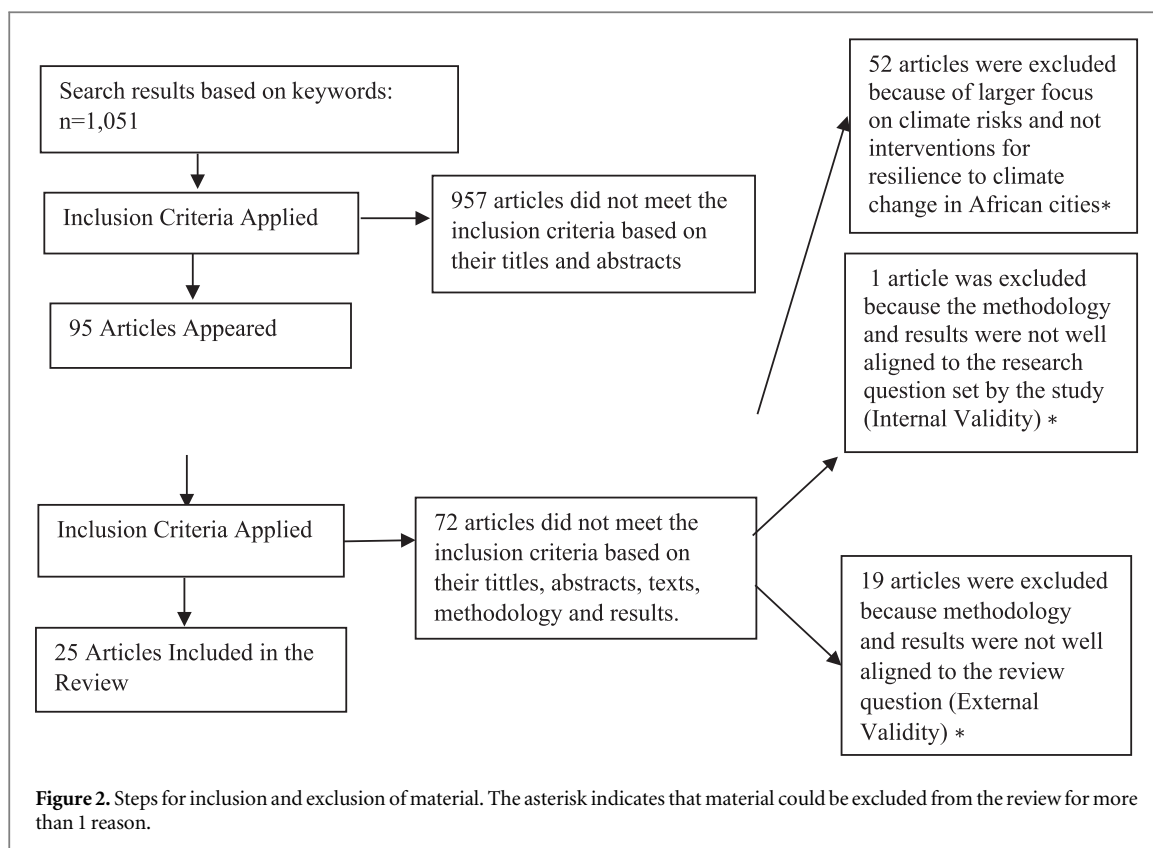 Search results based on keywords:
n=1,051
Inclusion Criteria Applied
957 articles did not meet the
inclusion criteria based on
their titles and abstracts
95 Articles Appeared
Inclusion Criteria Applied
72 articles did not meet the
inclusion criteria based on
their tittles, abstracts, texts,
methodology and results.
25 Articles Included in the
Review
52 articles were excluded
because of larger focus
on climate risks and not
interventions for
resilience to climate
change in African cities*
1 article was excluded
because the methodology
and results were not well
aligned to the research
question set by the study
(Internal Validity) *
19 articles were excluded
because methodology
and results were not well
aligned to the review
question (External
Validity) *
Figure 2. Steps for inclusion and exclusion of material. The asterisk indicates that material could be excluded from the review for more
than 1 reason.